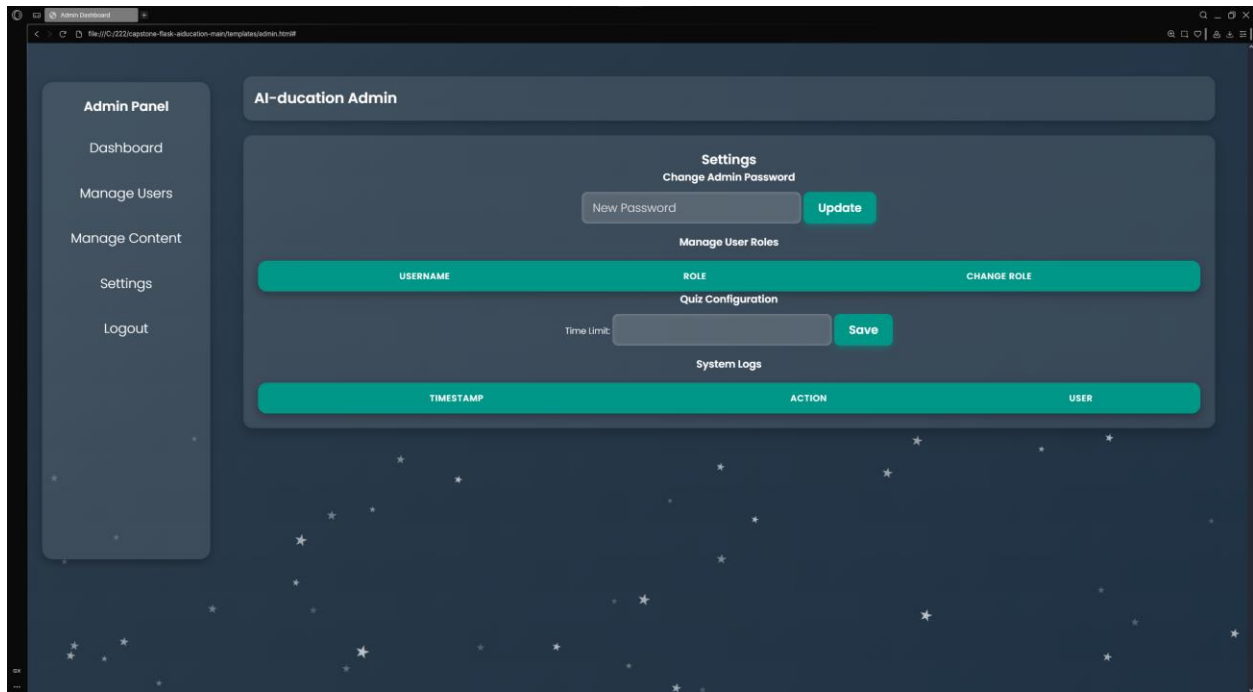 Admin Dashboard
file:///C:/222/capstone-flask-aiducation-main/templates/admin.html#
Admin Panel
Dashboard
Manage Users
Manage Content
Settings
Logout
AI-ducation Admin
Settings
Change Admin Password
New Password Update
Manage User Roles
USERNAME ROLE CHANGE ROLE
Quiz Configuration
Time Limit: Save
System Logs
TIMESTAMP ACTION USER